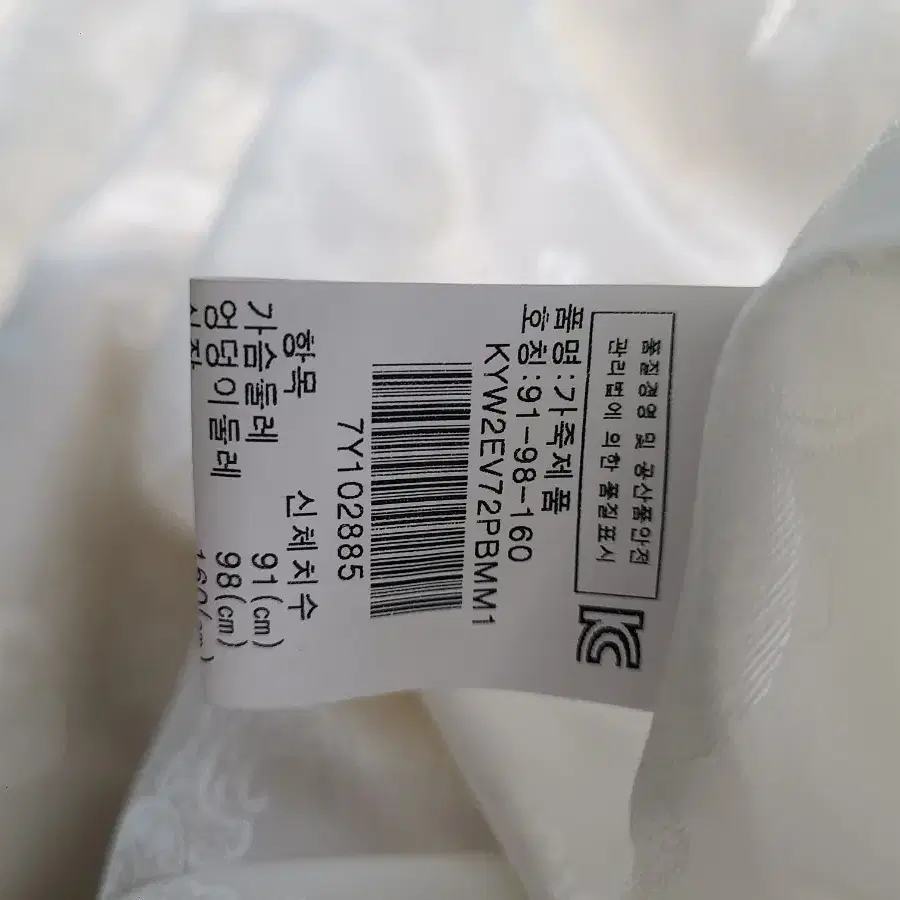 품질경영 및 공산품안전
관리법에 의한 품질표시
KC
품명:가죽제품
호칭:91-98-160
KYW2EV72PBMM1
7Y102885
항목 신체치수
가슴둘레 91(cm)
엉덩이둘레 98(cm)